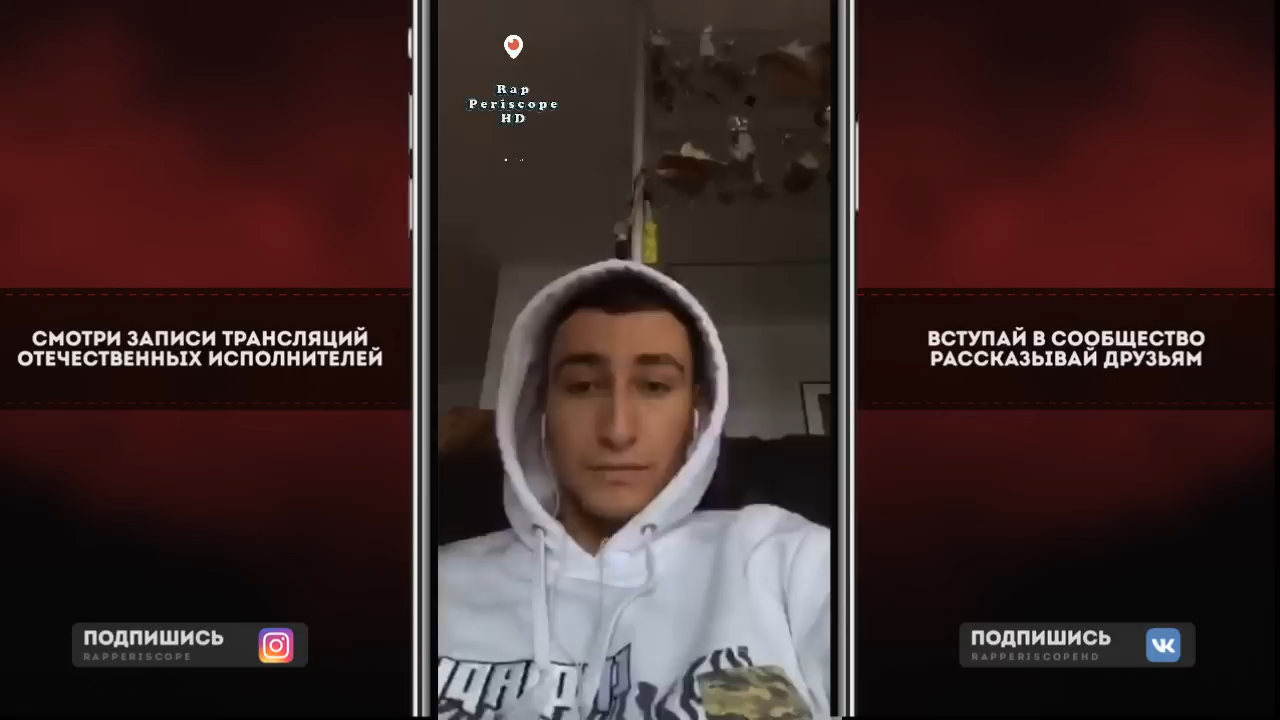 Rap
Periscope
HD
СМОТРИ ЗАПИСИ ТРАНСЛЯЦИЙ
ОТЕЧЕСТВЕННЫХ ИСПОЛНИТЕЛЕЙ
ВСТУПАЙ В СООБЩЕСТВО
РАССКАЗЫВАЙ ДРУЗЬЯМ
ПОДПИШИСЬ
RAPPERISCOPE
ПОДПИШИСЬ
RAPPERISCOPEHD